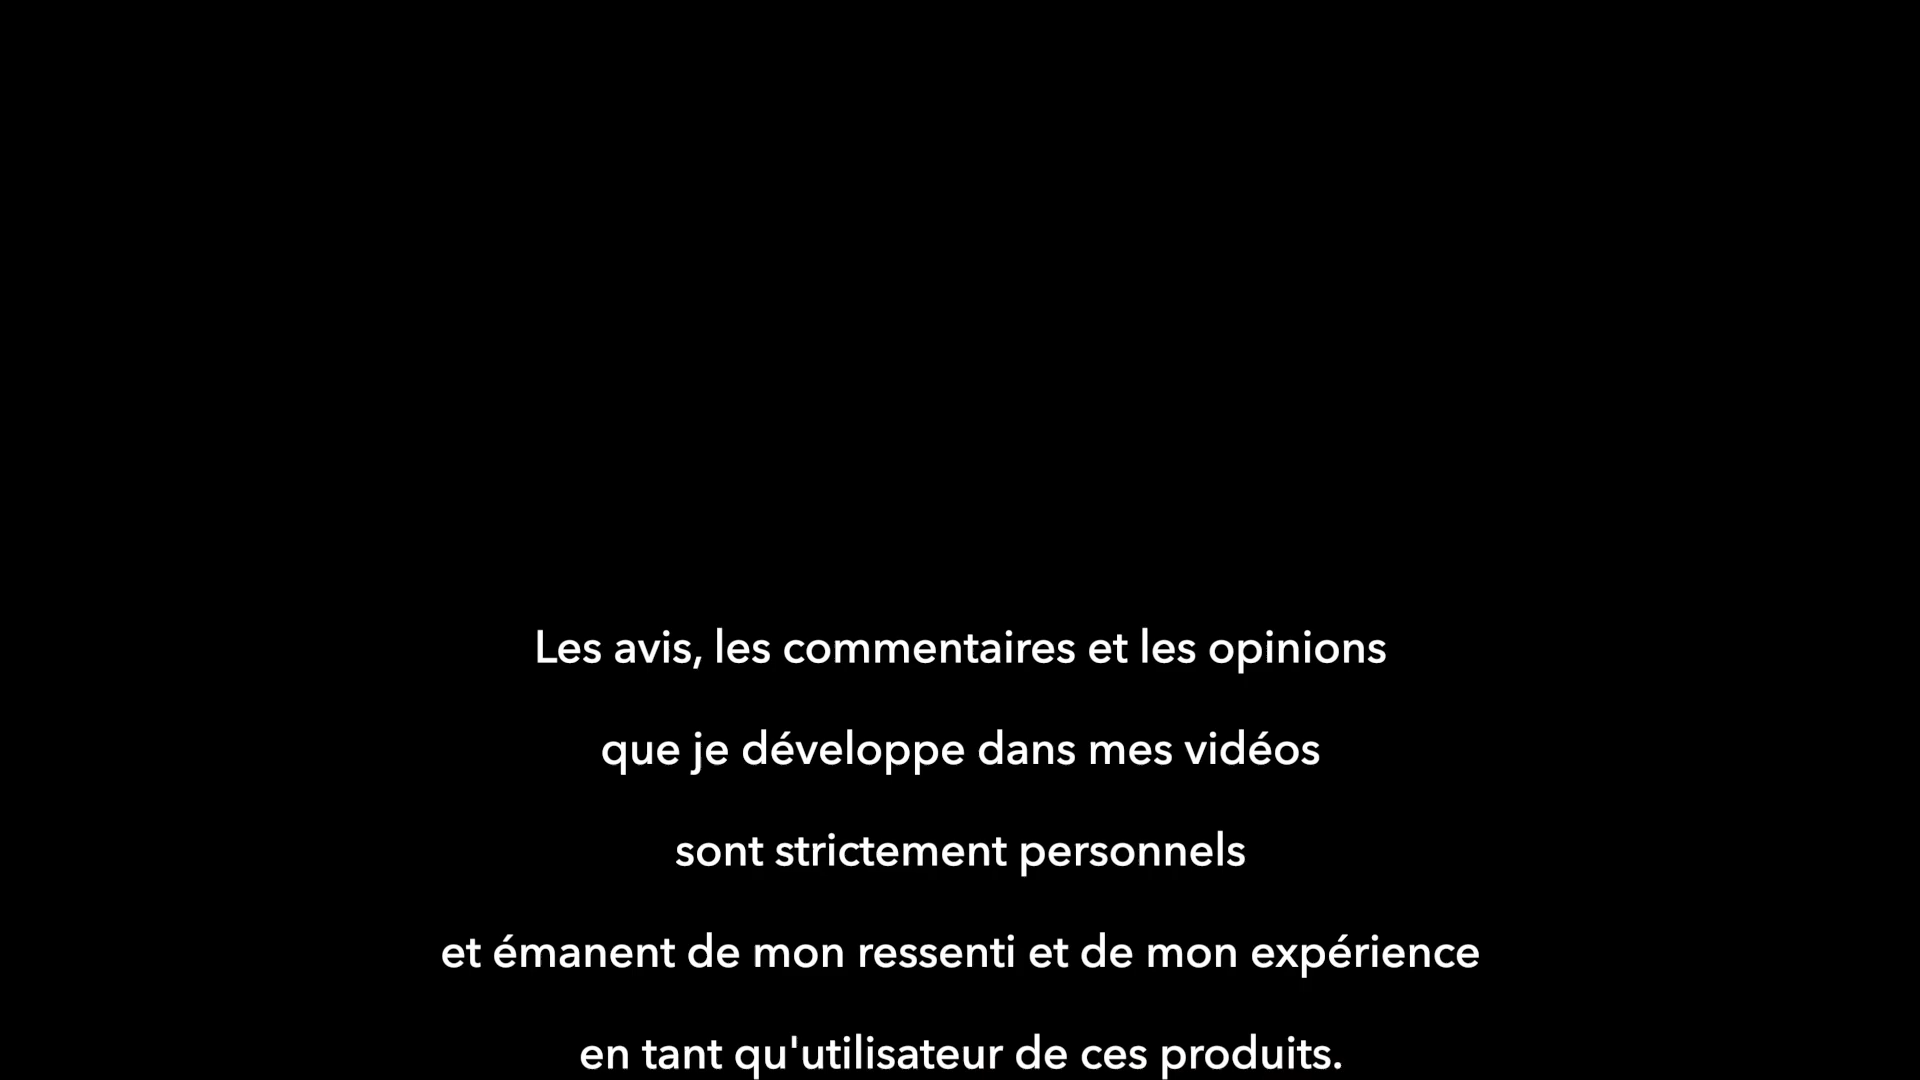 Les avis, les commentaires et les opinions
que je développe dans mes vidéos
sont strictement personnels
et émanent de mon ressenti et de mon expérience
en tant qu'utilisateur de ces produits.